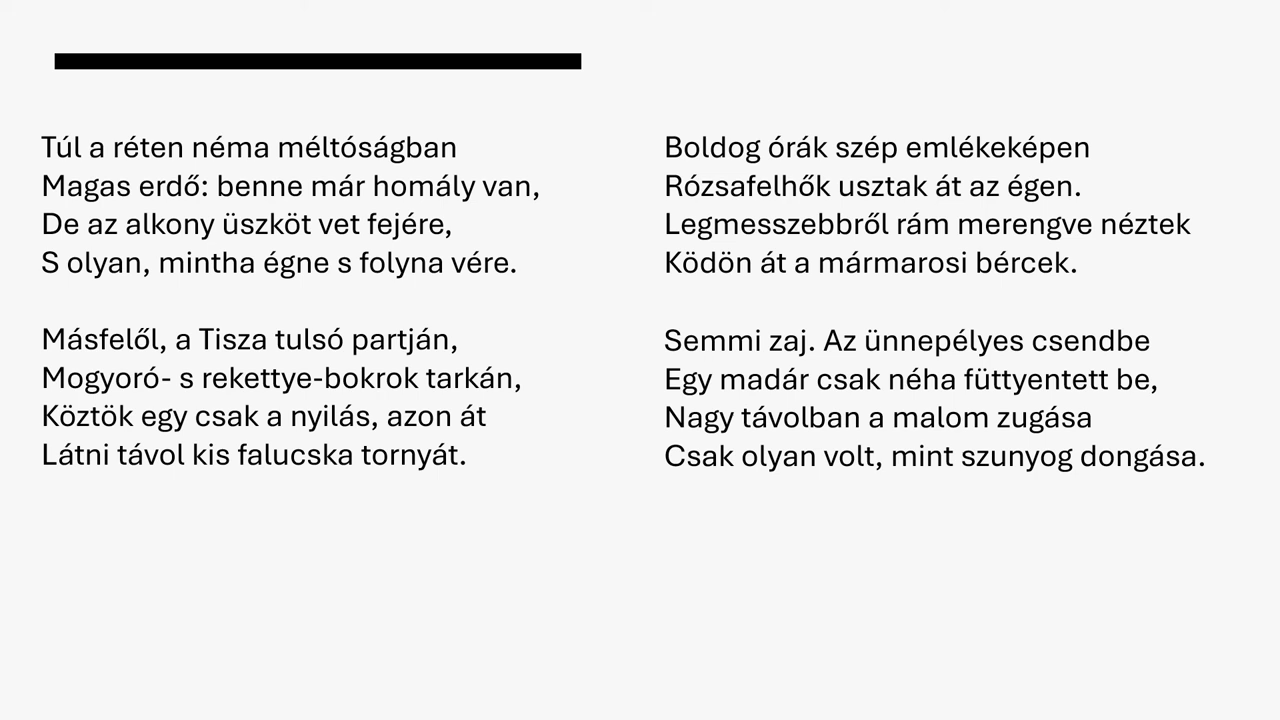 Túl a réten néma méltóságban
Magas erdő: benne már homály van,
De az alkony üszköt vet fejére,
S olyan, mintha égne s folyna vére.
Másfelől, a Tisza tulsó partján,
Mogyoró- s rekettye-bokrok tarkán,
Köztök egy csak a nyilás, azon át
Látni távol kis falucska tornyát.
Boldog órák szép emlékeképen
Rózsafelhők usztak át az égen.
Legmesszebbről rám merengve néztek
Ködön át a mármarosi bércek.
Semmi zaj. Az ünnepélyes csendbe
Egy madár csak néha füttyentett be,
Nagy távolban a malom zugása
Csak olyan volt, mint szunyog dongása.